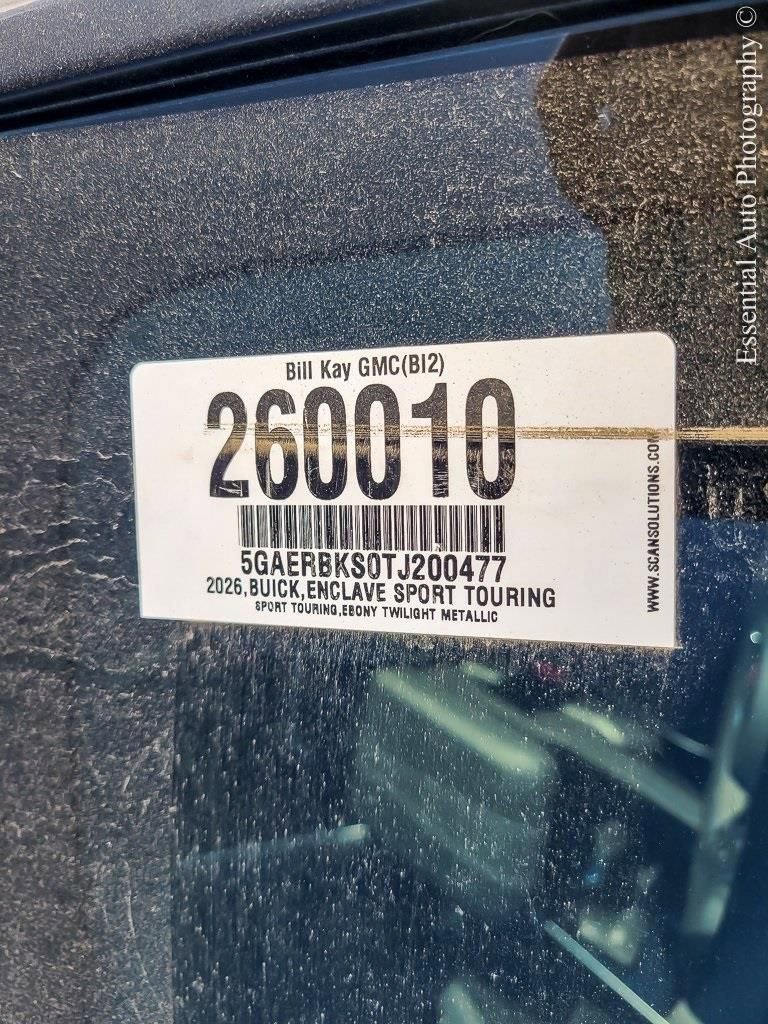 Bill Kay GMC(BI2)
260010
5GAERBKS0TJ200477
2026,BUICK,ENCLAVE SPORT TOURING
SPORT TOURING,EBONY TWILIGHT METALLIC
WWW.SCANSOLUTIONS.COM
Essential Auto Photography ©